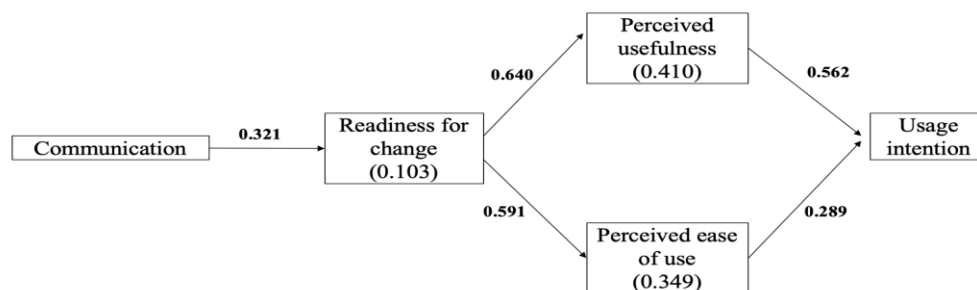 Perceived
usefulness
(0.410)
0.640
0.562
Communication
0.321
Readiness for
change
(0.103)
Usage
intention
0.591
0.289
Perceived ease
of use
(0.349)